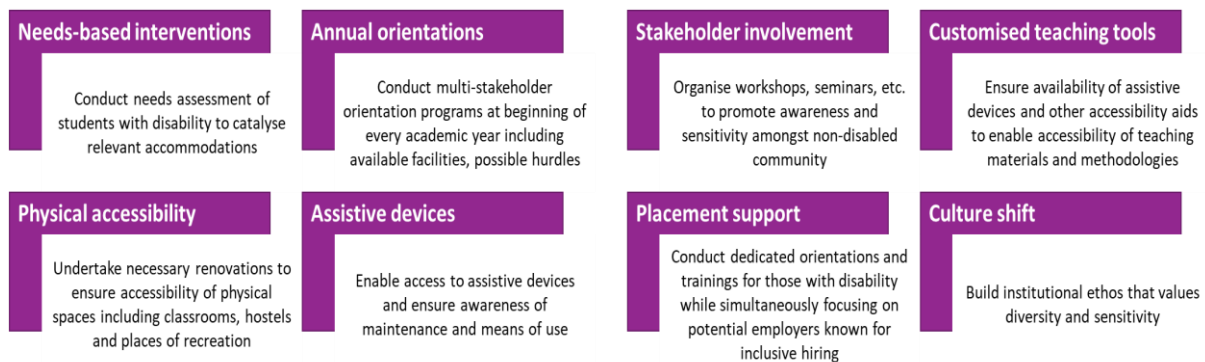 Needs-based interventions
Conduct needs assessment of
students with disability to catalyse
relevant accommodations
Annual orientations
Conduct multi-stakeholder
orientation programs at beginning of
every academic year including
available facilities, possible hurdles
Stakeholder involvement
Organise workshops, seminars, etc.
to promote awareness and
sensitivity amongst non-disabled
community
Customised teaching tools
Ensure availability of assistive
devices and other accessibility aids
to enable accessibility of teaching
materials and methodologies
Physical accessibility
Undertake necessary renovations to
ensure accessibility of physical
spaces including classrooms, hostels
and places of recreation
Assistive devices
Enable access to assistive devices
and ensure awareness of
maintenance and means of use
Placement support
Conduct dedicated orientations and
trainings for those with disability
while simultaneously focusing on
potential employers known for
inclusive hiring
Culture shift
Build institutional ethos that values
diversity and sensitivity